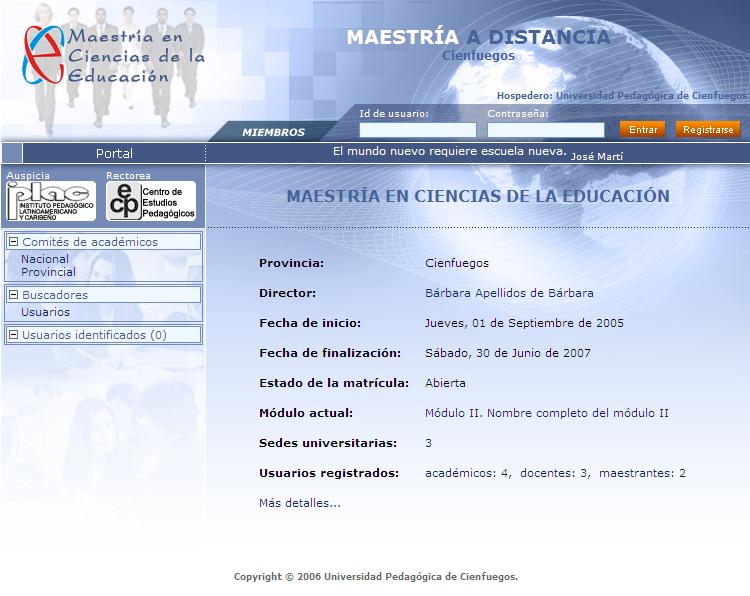 Maestría en
Ciencias de la
Educación
MAESTRÍA A DISTANCIA
Cienfuegos
Hospedero: Universidad Pedagógica de Cienfuegos
MIEMBROS
Id de usuario:
Contraseña:
Entrar
Registrarse
Portal
El mundo nuevo requiere escuela nueva. José Martí
Auspicia
Rectorea
iplac
INSTITUTO PEDAGÓGICO
LATINOAMERICANO
Y CARIBEÑO
ecp
Centro de
Estudios
Pedagógicos
MAESTRÍA EN CIENCIAS DE LA EDUCACIÓN
Comités de académicos
Nacional
Provincial
Buscadores
Usuarios
Usuarios identificados (0)
Provincia: Cienfuegos
Director: Bárbara Apellidos de Bárbara
Fecha de inicio: Jueves, 01 de Septiembre de 2005
Fecha de finalización: Sábado, 30 de Junio de 2007
Estado de la matrícula: Abierta
Módulo actual: Módulo II. Nombre completo del módulo II
Sedes universitarias: 3
Usuarios registrados: académicos: 4, docentes: 3, maestrantes: 2
Más detalles...
Copyright © 2006 Universidad Pedagógica de Cienfuegos.